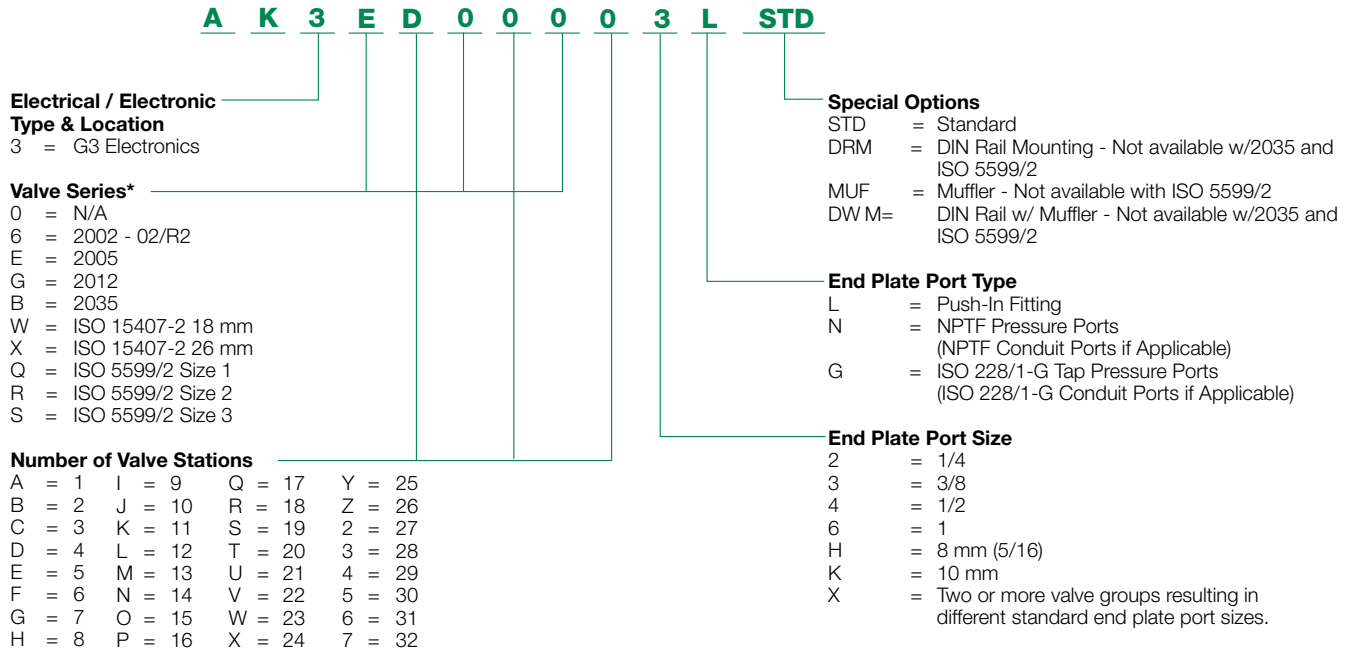 A K 3 E D 0 0 0 0 3 L STD
Electrical / Electronic
Type & Location
3 = G3 Electronics
Valve Series*
0 = N/A
6 = 2002 - 02/R2
E = 2005
G = 2012
B = 2035
W = ISO 15407-2 18 mm
X = ISO 15407-2 26 mm
Q = ISO 5599/2 Size 1
R = ISO 5599/2 Size 2
S = ISO 5599/2 Size 3
Number of Valve Stations
A = 1 I = 9 Q = 17 Y = 25
B = 2 J = 10 R = 18 Z = 26
C = 3 K = 11 S = 19 2 = 27
D = 4 L = 12 T = 20 3 = 28
E = 5 M = 13 U = 21 4 = 29
F = 6 N = 14 V = 22 5 = 30
G = 7 O = 15 W = 23 6 = 31
H = 8 P = 16 X = 24 7 = 32
Special Options
STD = Standard
DRM = DIN Rail Mounting - Not available w/2035 and
ISO 5599/2
MUF = Muffler - Not available with ISO 5599/2
DW M= DIN Rail w/ Muffler - Not available w/2035 and
ISO 5599/2
End Plate Port Type
L = Push-In Fitting
N = NPTF Pressure Ports
(NPTF Conduit Ports if Applicable)
G = ISO 228/1-G Tap Pressure Ports
(ISO 228/1-G Conduit Ports if Applicable)
End Plate Port Size
2 = 1/4
3 = 3/8
4 = 1/2
6 = 1
H = 8 mm (5/16)
K = 10 mm
X = Two or more valve groups resulting in
different standard end plate port sizes.